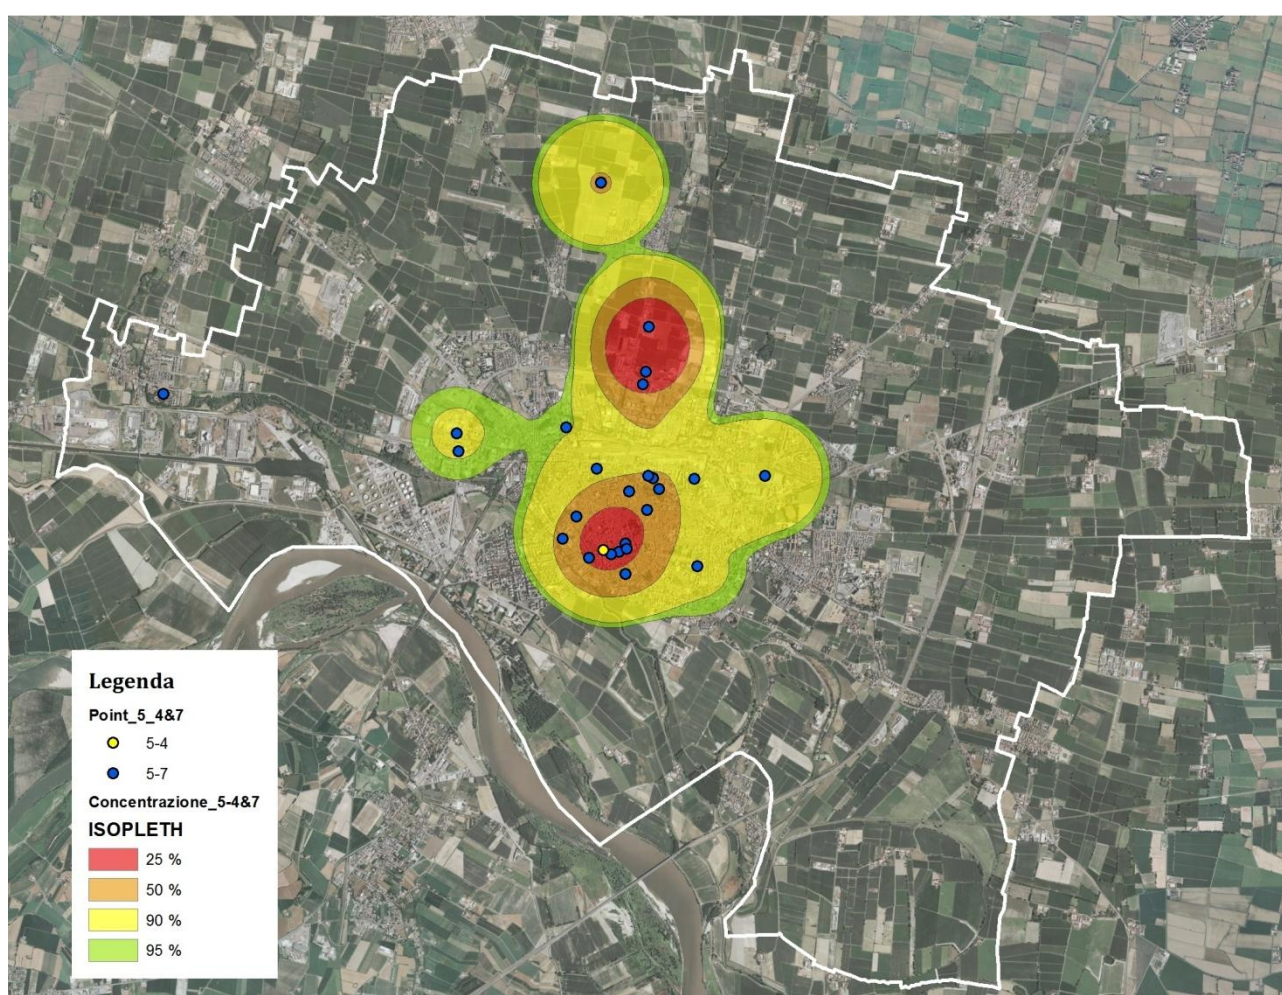 Legenda
Point_5_4&7
5-4
5-7
Concentrazione_5-4&7
ISOPLETH
25 %
50 %
90 %
95 %